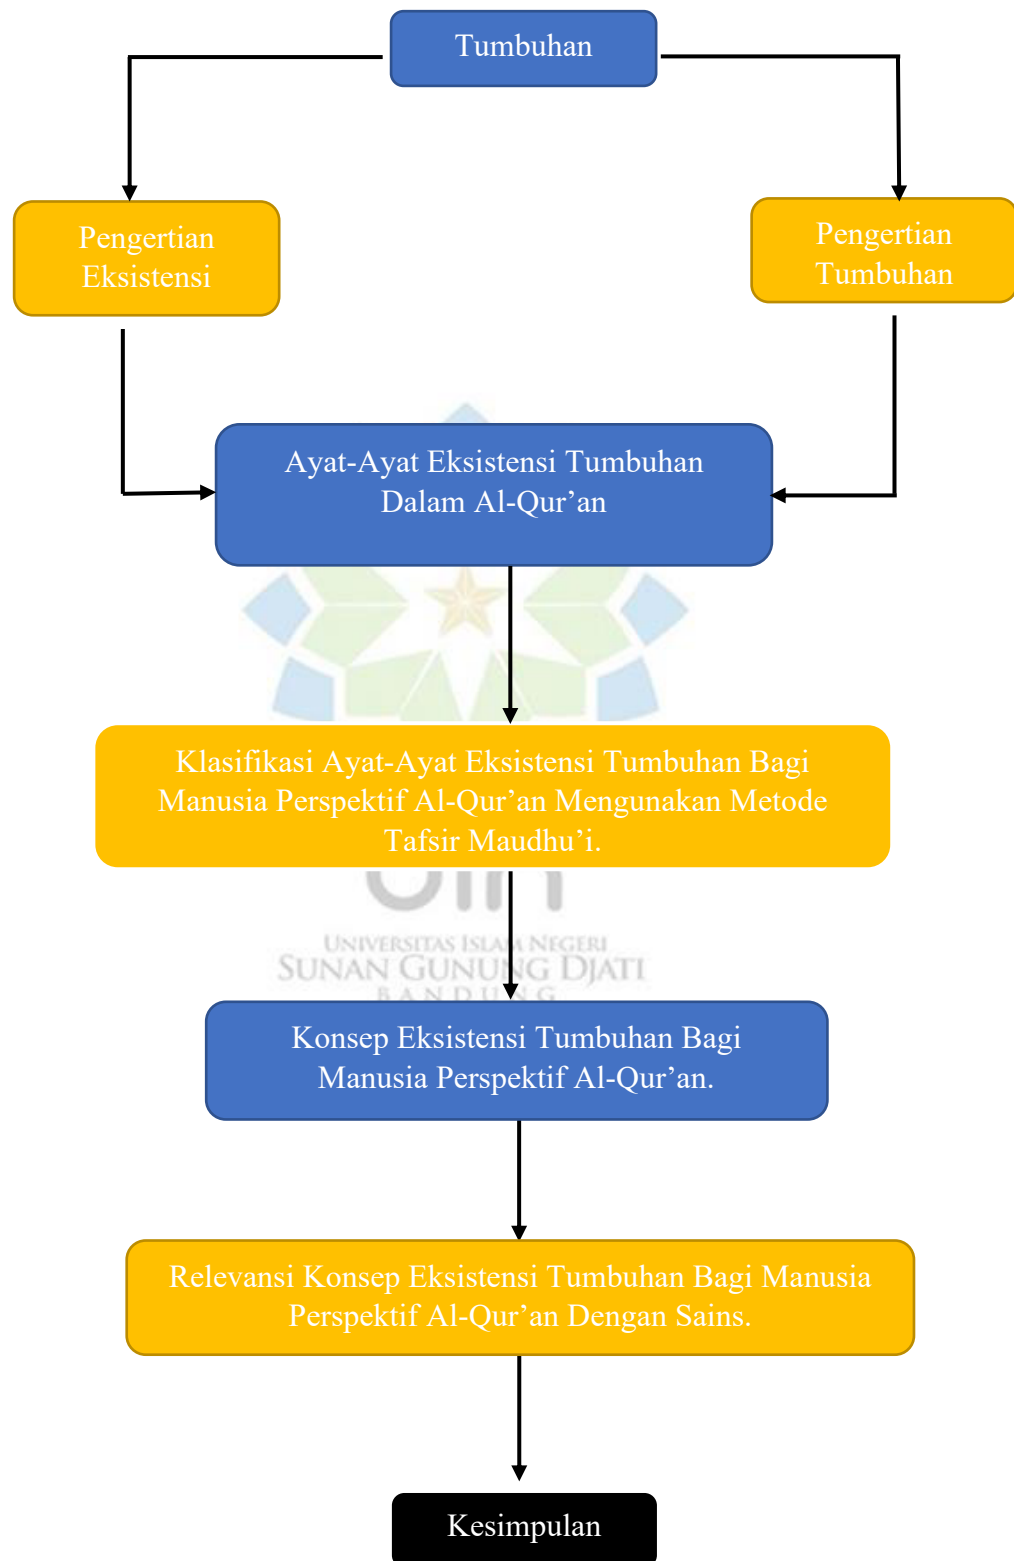 Tumbuhan
Pengertian
Eksistensi
Pengertian
Tumbuhan
Ayat-Ayat Eksistensi Tumbuhan
Dalam Al-Qur’an
Klasifikasi Ayat-Ayat Eksistensi Tumbuhan Bagi
Manusia Perspektif Al-Qur’an Mengunakan Metode
Tafsir Maudhu’i.
uin
UNIVERSITAS ISLAM NEGERI
SUNAN GUNUNG DJATI
BANDUNG
Konsep Eksistensi Tumbuhan Bagi
Manusia Perspektif Al-Qur’an.
Relevansi Konsep Eksistensi Tumbuhan Bagi Manusia
Perspektif Al-Qur’an Dengan Sains.
Kesimpulan